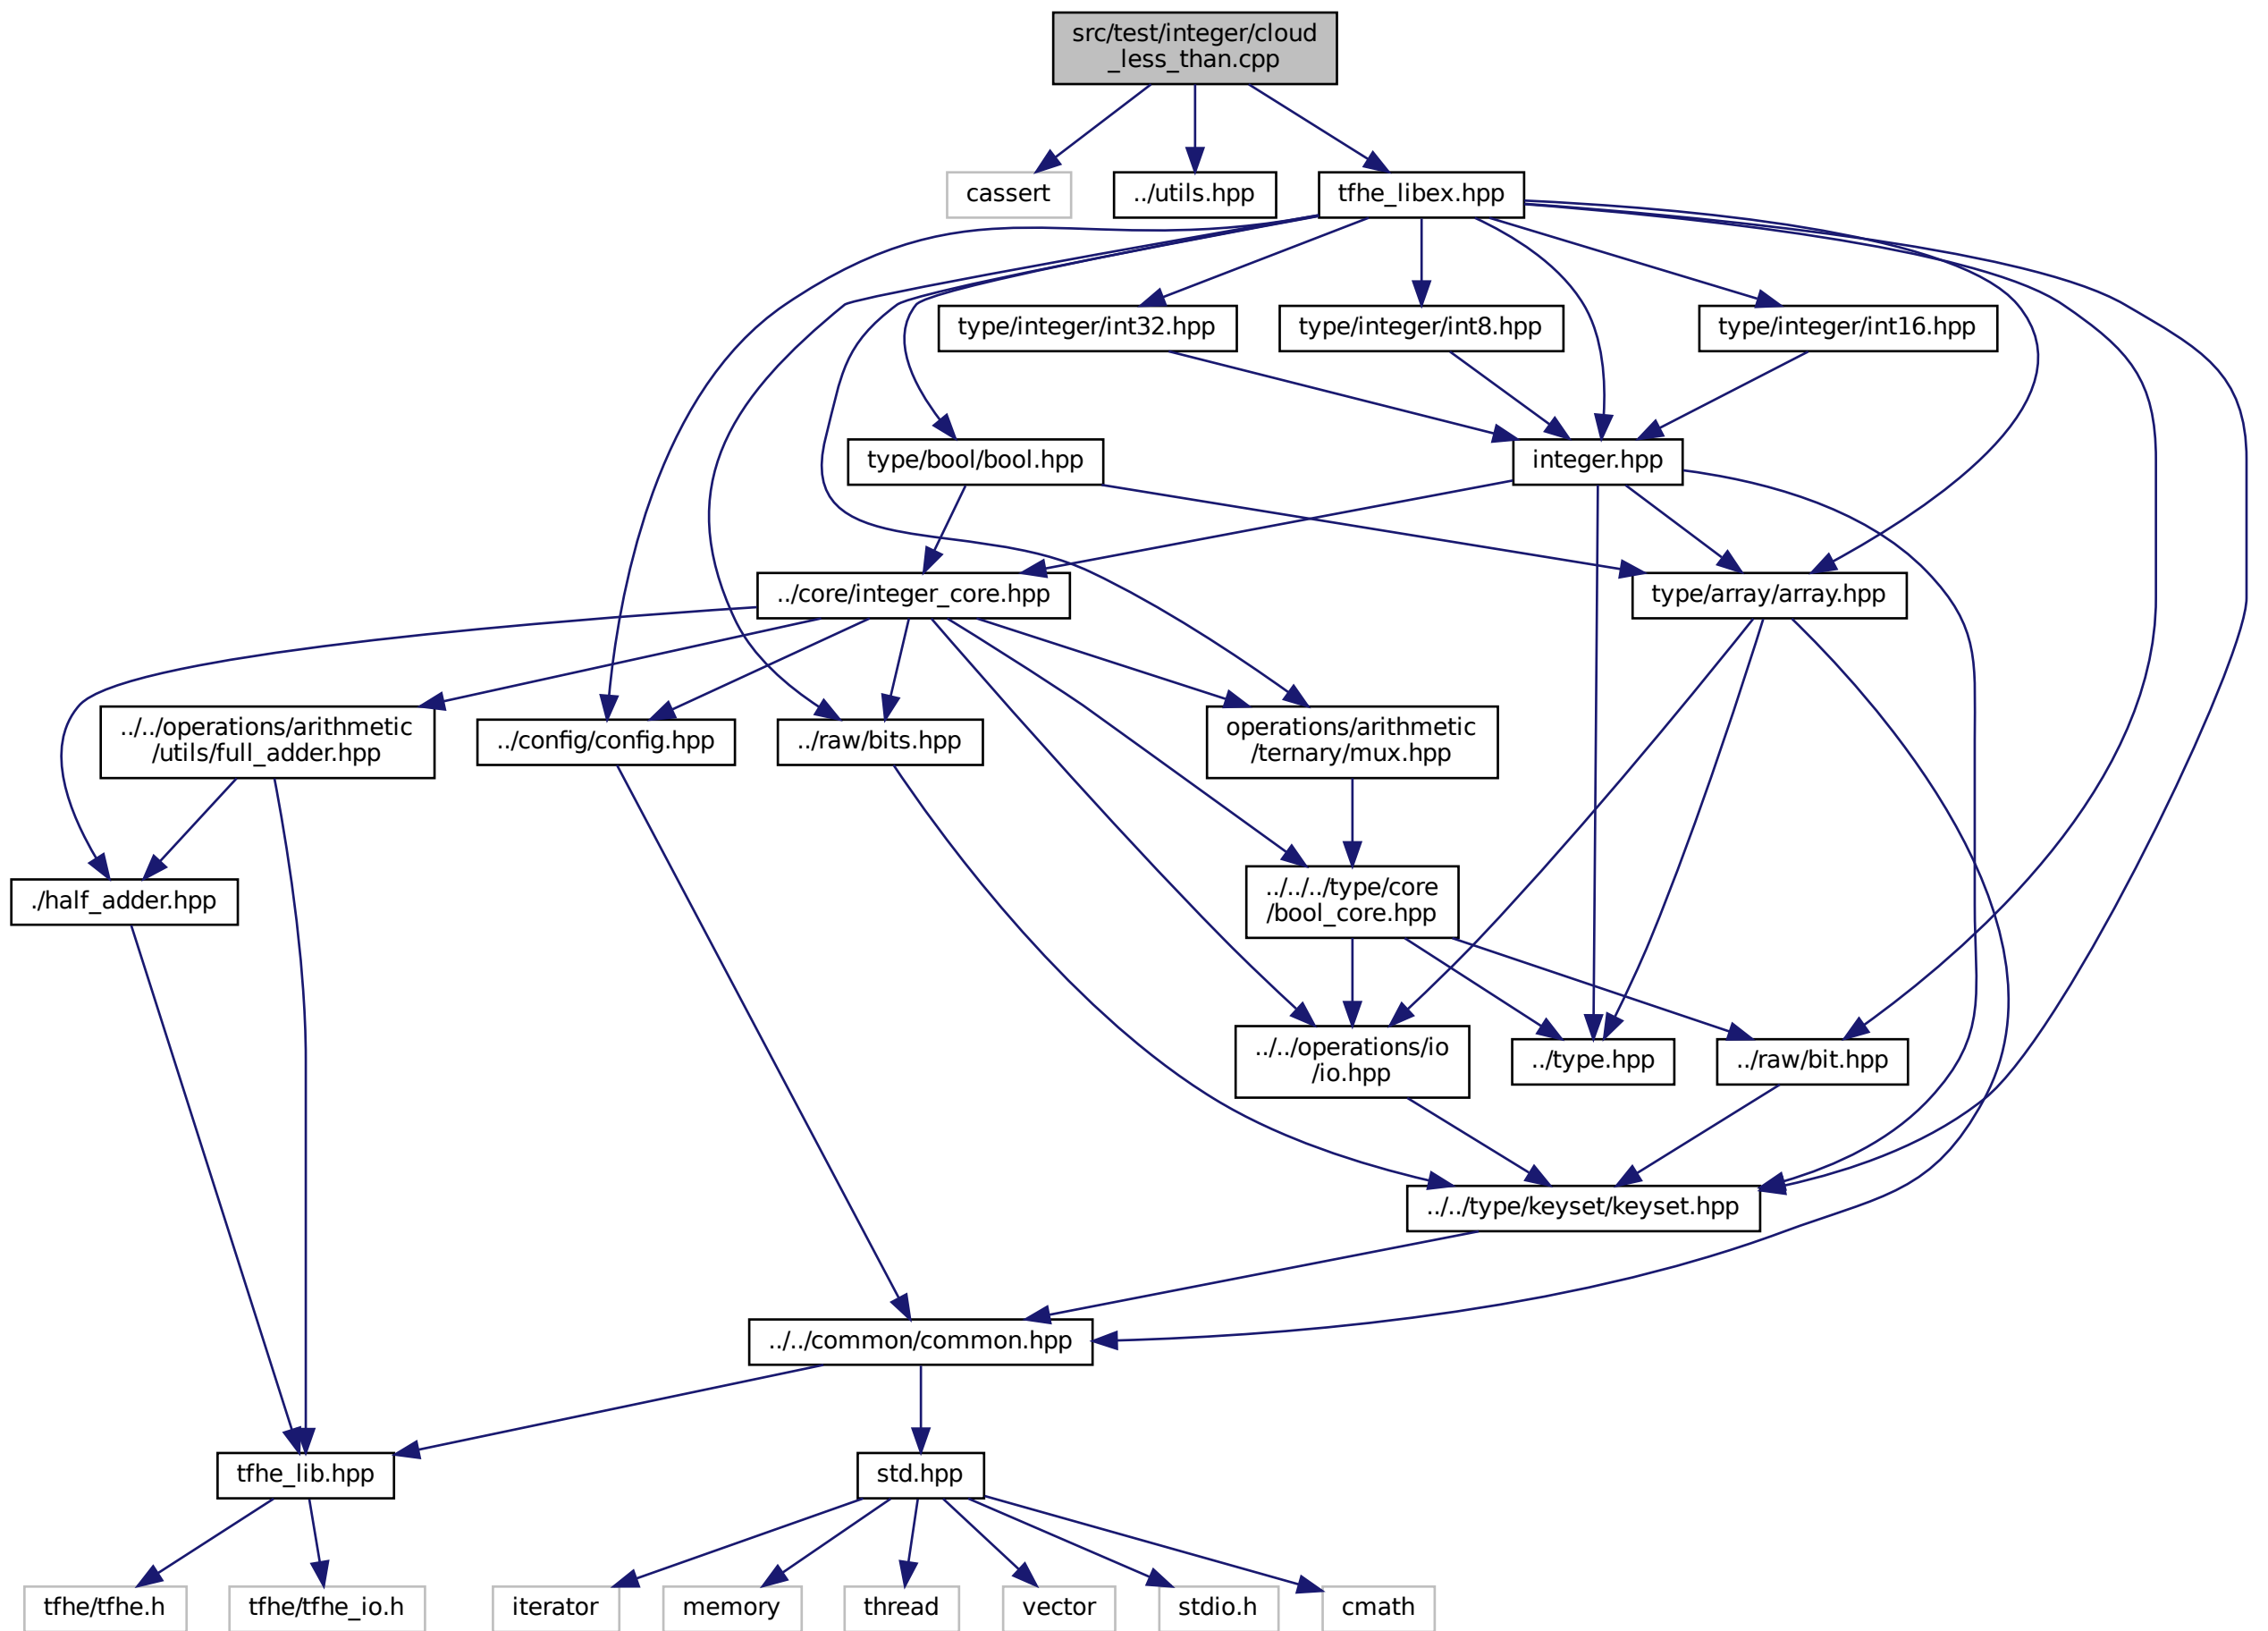 src/test/integer/cloud
_less_than.cpp
cassert
../utils.hpp
tfhe_libex.hpp
type/integer/int32.hpp
type/integer/int8.hpp
type/integer/int16.hpp
type/bool/bool.hpp
integer.hpp
../core/integer_core.hpp
type/array/array.hpp
../../operations/arithmetic
/utils/full_adder.hpp
../config/config.hpp
../raw/bits.hpp
operations/arithmetic
/ternary/mux.hpp
./half_adder.hpp
../../../type/core
/bool_core.hpp
../../operations/io
/io.hpp
../type.hpp
../raw/bit.hpp
../../type/keyset/keyset.hpp
../../common/common.hpp
tfhe_lib.hpp
std.hpp
tfhe/tfhe.h
tfhe/tfhe_io.h
iterator
memory
thread
vector
stdio.h
cmath